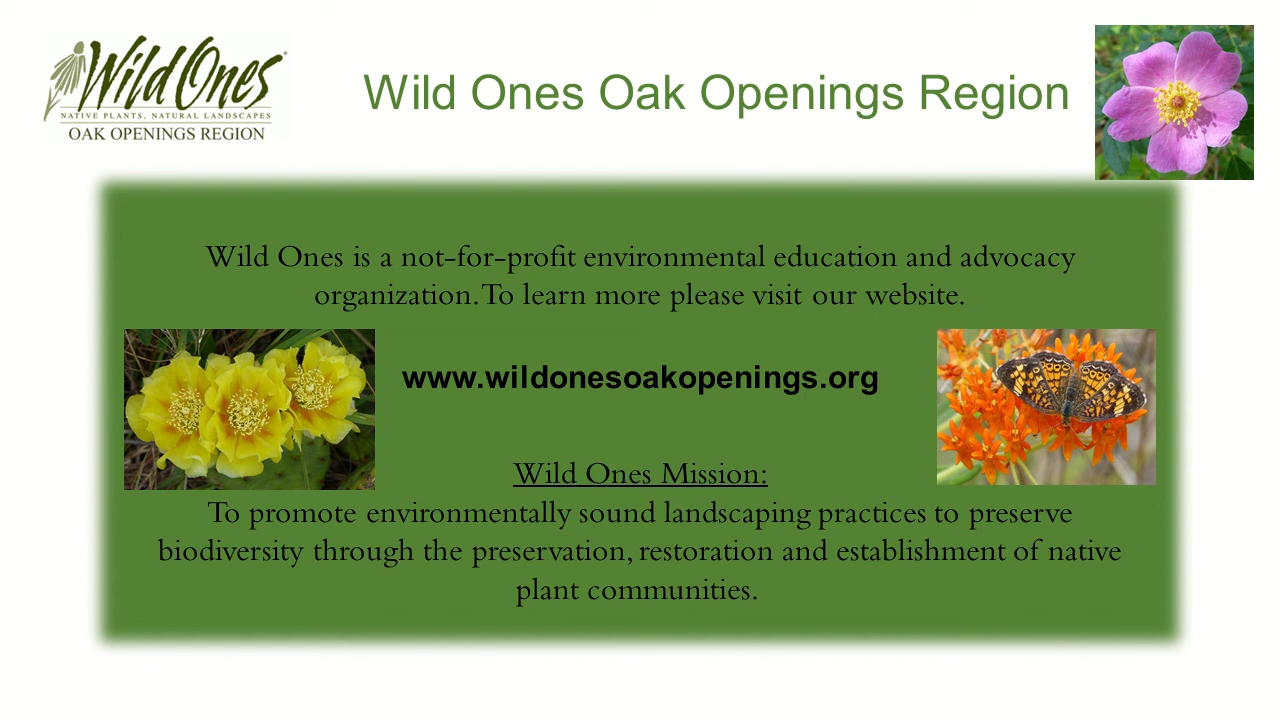 Wild Ones®
NATIVE PLANTS, NATURAL LANDSCAPES
OAK OPENINGS REGION
Wild Ones Oak Openings Region
Wild Ones is a not-for-profit environmental education and advocacy
organization. To learn more please visit our website.
www.wildonesoakopenings.org
Wild Ones Mission:
To promote environmentally sound landscaping practices to preserve
biodiversity through the preservation, restoration and establishment of native
plant communities.